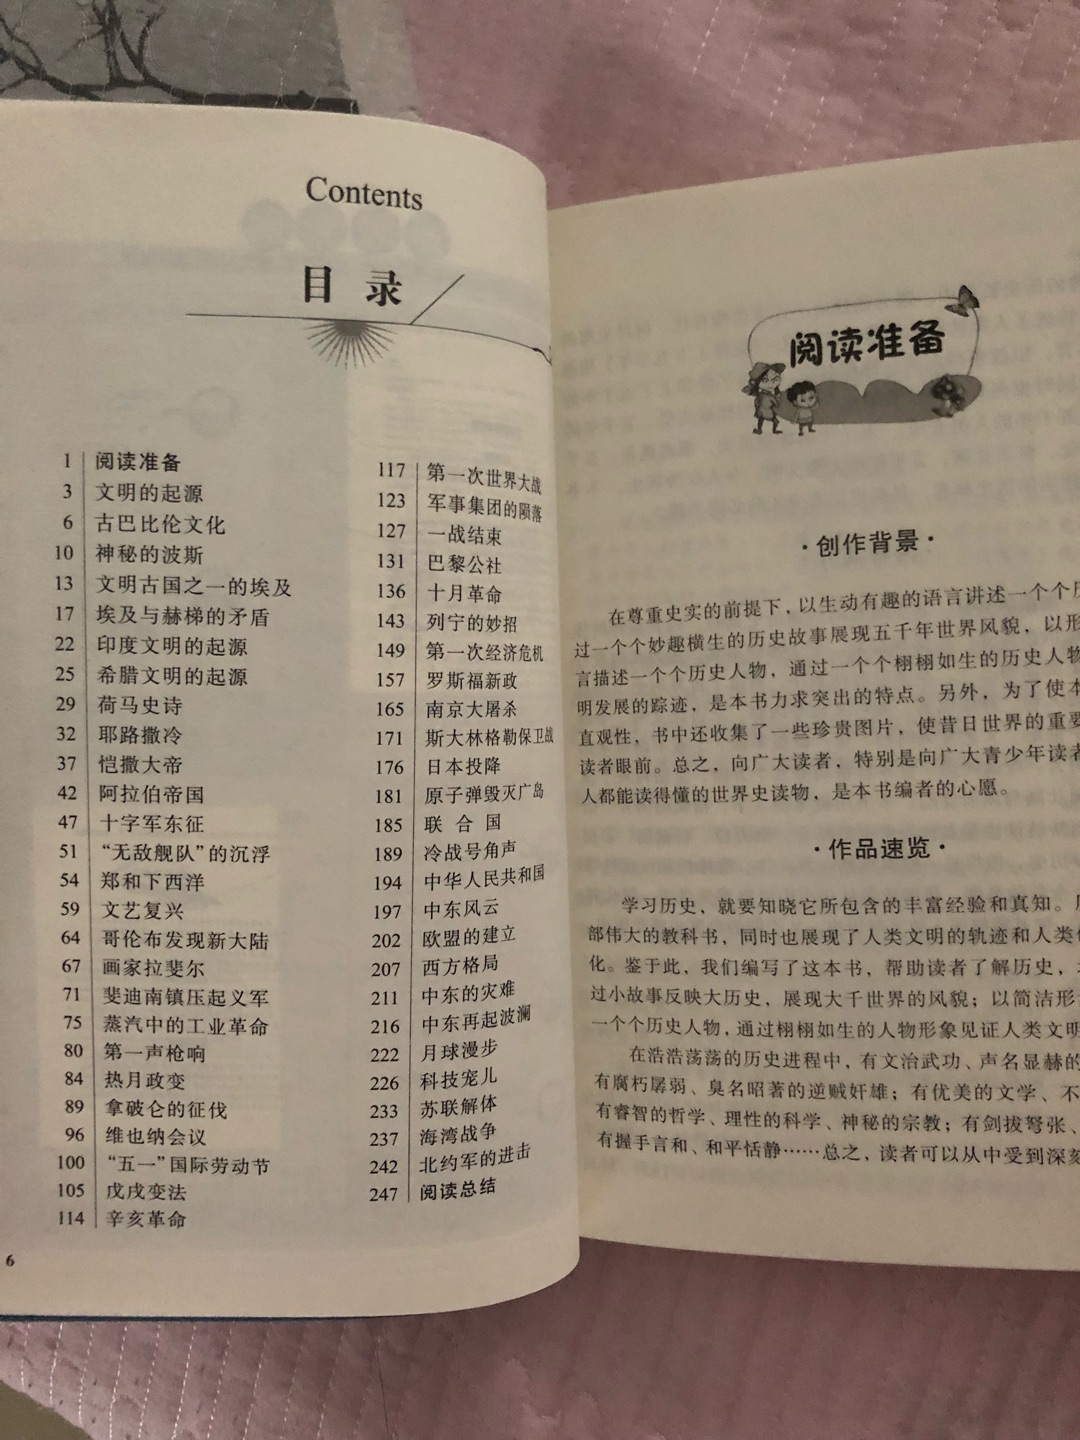 Contents
目录
1 阅读准备
3 文明的起源
6 古巴比伦文化
10 神秘的波斯
13 文明古国之一的埃及
17 埃及与赫梯的矛盾
22 印度文明的起源
25 希腊文明的起源
29 荷马史诗
32 耶路撒冷
37 恺撒大帝
42 阿拉伯帝国
47 十字军东征
51 “无敌舰队”的沉浮
54 郑和下西洋
59 文艺复兴
64 哥伦布发现新大陆
67 画家拉斐尔
71 斐迪南镇压起义军
75 蒸汽中的工业革命
80 第一声枪响
84 热月政变
89 拿破仑的征伐
96 维也纳会议
100 “五一”国际劳动节
105 戊戌变法
114 辛亥革命
117 第一次世界大战
123 军事集团的陨落
127 一战结束
131 巴黎公社
136 十月革命
143 列宁的妙招
149 第一次经济危机
157 罗斯福新政
165 南京大屠杀
171 斯大林格勒保卫战
176 日本投降
181 原子弹毁灭广岛
185 联合国
189 冷战号角声
194 中华人民共和国
197 中东风云
202 欧盟的建立
207 西方格局
211 中东的灾难
216 中东再起波澜
222 月球漫步
226 科技宠儿
233 苏联解体
237 海湾战争
242 北约军的进击
247 阅读总结
6
阅读准备
·创作背景·
在尊重史实的前提下，以生动有趣的语言讲述一个个历
过一个个妙趣横生的历史故事展现五千年世界风貌，以形
言描述一个个历史人物，通过一个个栩栩如生的历史人物
明发展的踪迹，是本书力求突出的特点。另外，为了使本
直观性，书中还收集了一些珍贵图片，使昔日世界的重要
读者眼前。总之，向广大读者，特别是向广大青少年读者
人都能读得懂的世界史读物，是本书编者的心愿。
·作品速览·
学习历史，就要知晓它所包含的丰富经验和真知。
部伟大的教科书，同时也展现了人类文明的轨迹和人类
化。鉴于此，我们编写了这本书，帮助读者了解历史，
过小故事反映大历史，展现大千世界的风貌；以简洁形
一个个历史人物，通过栩栩如生的人物形象见证人类文明
在浩浩荡荡的历史进程中，有文治武功、声名显赫的
有腐朽孱弱、臭名昭著的逆贼奸雄；有优美的文学、不
有睿智的哲学、理性的科学、神秘的宗教；有剑拔弩张、
有握手言和、和平恬静……总之，读者可以从中受到深刻